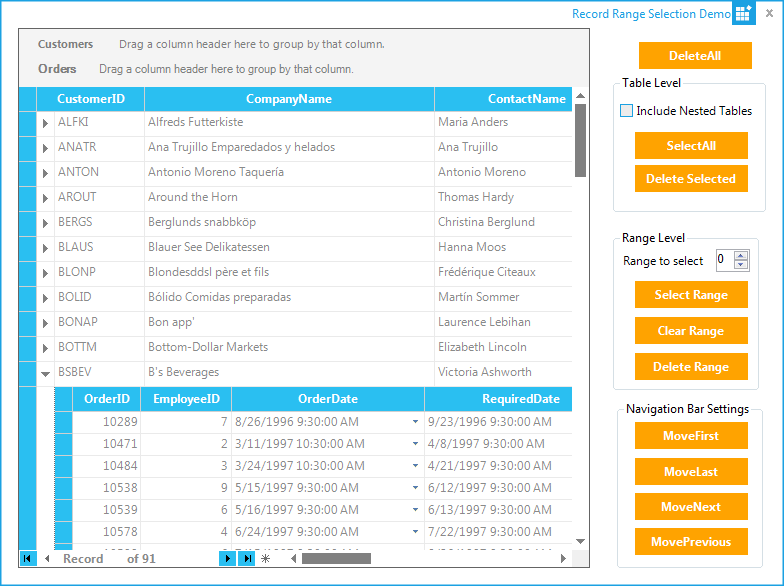 Record Range Selection Demo
Customers Drag a column header here to group by that column.
Orders Drag a column header here to group by that column.
CustomerID CompanyName ContactName
ALFKI Alfreds Futterkiste Maria Anders
ANATR Ana Trujillo Emparedados y helados Ana Trujillo
ANTON Antonio Moreno Taquería Antonio Moreno
AROUT Around the Horn Thomas Hardy
BERGS Berglunds snabbköp Christina Berglund
BLAUS Blauer See Delikatessen Hanna Moos
BLONP Blondesddsl père et fils Frédérique Citeaux
BOLID Bólido Comidas preparadas Martín Sommer
BONAP Bon app' Laurence Lebihan
BOTTM Bottom-Dollar Markets Elizabeth Lincoln
BSBEV B's Beverages Victoria Ashworth
OrderID EmployeeID OrderDate RequiredDate
10289 7 8/26/1996 9:30:00 AM 9/23/1996 9:30:00 AM
10471 2 3/11/1997 10:30:00 AM 4/8/1997 9:30:00 AM
10484 3 3/24/1997 10:30:00 AM 4/21/1997 9:30:00 AM
10538 9 5/15/1997 9:30:00 AM 6/12/1997 9:30:00 AM
10539 6 5/16/1997 9:30:00 AM 6/13/1997 9:30:00 AM
10578 4 6/24/1997 9:30:00 AM 7/22/1997 9:30:00 AM
Record of 91
DeleteAll
Table Level
Include Nested Tables
SelectAll
Delete Selected
Range Level
Range to select 0
Select Range
Clear Range
Delete Range
Navigation Bar Settings
MoveFirst
MoveLast
MoveNext
MovePrevious